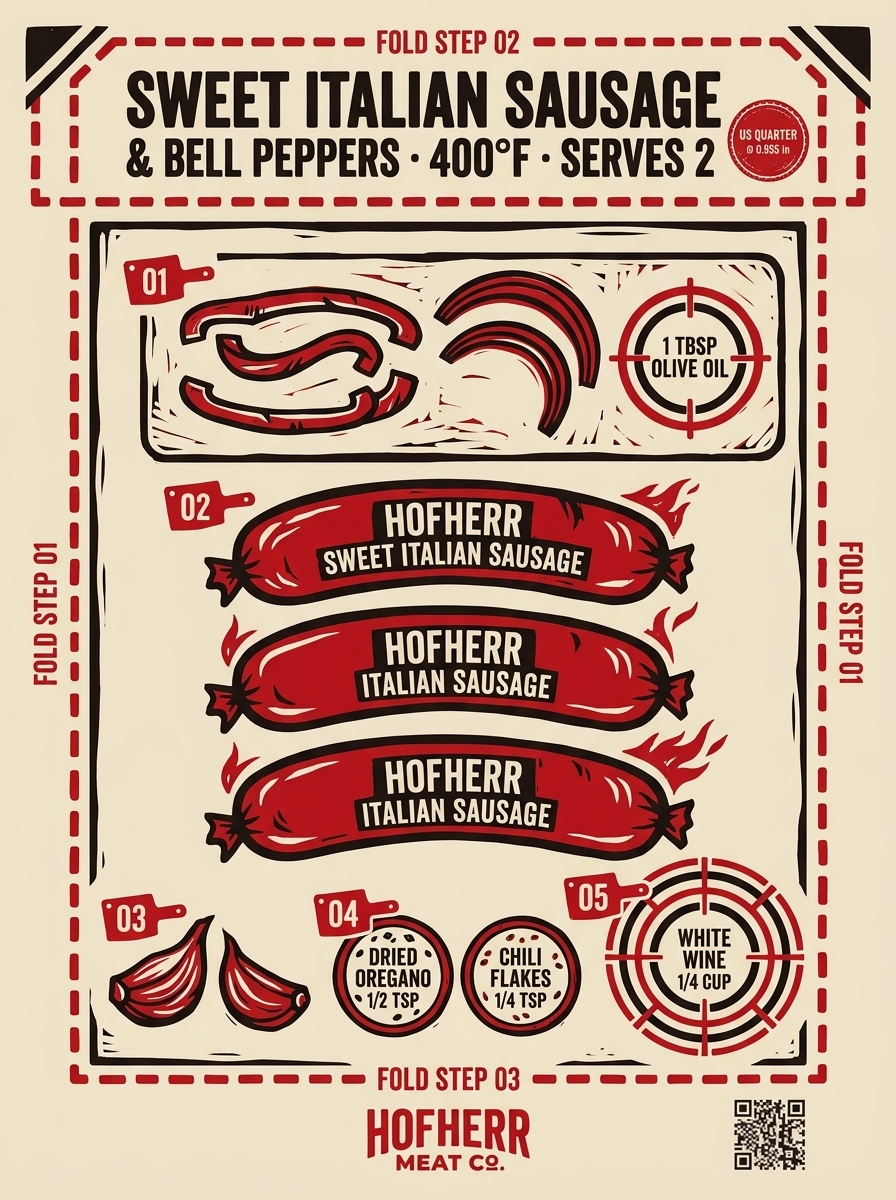 FOLD STEP 02
SWEET ITALIAN SAUSAGE
& BELL PEPPERS · 400°F · SERVES 2
US QUARTER
@ 0.955 in
01
1 TBSP
OLIVE OIL
02
HOFHERR
SWEET ITALIAN SAUSAGE
FOLD STEP 01
FOLD STEP 01
HOFHERR
ITALIAN SAUSAGE
HOFHERR
ITALIAN SAUSAGE
03
04
DRIED
OREGANO
1/2 TSP
CHILI
FLAKES
1/4 TSP
05
WHITE
WINE
1/4 CUP
FOLD STEP 03
HOFHERR
MEAT CO.